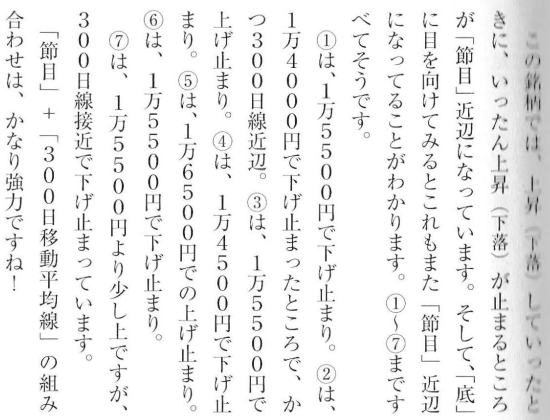 この銘柄では、上昇（下落）していったと
きに、いったん上昇（下落）が止まるところ
が「節目」近辺になっています。そして、「底」
に目を向けてみるとこれもまた「節目」近辺
になってることがわかります。①～⑦まです
べてそうです。
①は、1万5500円で下げ止まり。②は、
1万4000円で下げ止まったところで、か
つ300日線近辺。③は、1万5500円で
上げ止まり。④は、1万4500円で下げ止
まり。⑤は、1万6500円での上げ止まり。
⑥は、1万5500円で下げ止まり。
⑦は、1万5500円より少し上ですが、
300日線接近で下げ止まっています。
「節目」＋「300日移動平均線」の組み
合わせは、かなり強力ですね！